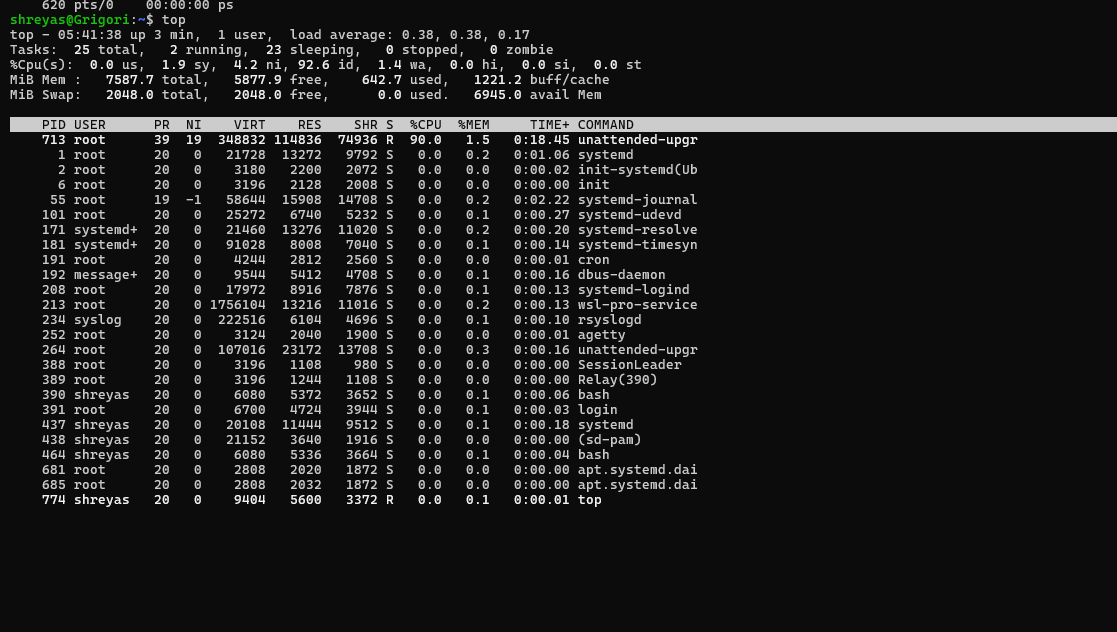 620 pts/0    00:00:00 ps
shreyas@Grigori:~$ top
top - 05:41:38 up 3 min,  1 user,  load average: 0.38, 0.38, 0.17
Tasks:  25 total,   2 running,  23 sleeping,   0 stopped,   0 zombie
%Cpu(s):  0.0 us,  1.9 sy,  4.2 ni, 92.6 id,  1.4 wa,  0.0 hi,  0.0 si,  0.0 st
MiB Mem :   7587.7 total,   5877.9 free,    642.7 used,   1221.2 buff/cache
MiB Swap:   2048.0 total,   2048.0 free,      0.0 used.   6945.0 avail Mem

    PID USER      PR  NI    VIRT    RES    SHR S  %CPU  %MEM     TIME+ COMMAND
    713 root      39  19  348832 114836  74936 R  90.0   1.5   0:18.45 unattended-upgr
      1 root      20   0   21728  13272   9792 S   0.0   0.2   0:01.06 systemd
      2 root      20   0    3180   2200   2072 S   0.0   0.0   0:00.02 init-systemd(Ub
      6 root      20   0    3196   2128   2008 S   0.0   0.0   0:00.00 init
     55 root      19  -1   58644  15908  14708 S   0.0   0.2   0:02.22 systemd-journal
    101 root      20   0   25272   6740   5232 S   0.0   0.1   0:00.27 systemd-udevd
    171 systemd+  20   0   21460  13276  11020 S   0.0   0.2   0:00.20 systemd-resolve
    181 systemd+  20   0   91028   8008   7040 S   0.0   0.1   0:00.14 systemd-timesyn
    191 root      20   0    4244   2812   2560 S   0.0   0.0   0:00.01 cron
    192 message+  20   0    9544   5412   4708 S   0.0   0.1   0:00.16 dbus-daemon
    208 root      20   0   17972   8916   7876 S   0.0   0.1   0:00.13 systemd-logind
    213 root      20   0 1756104  13216  11016 S   0.0   0.2   0:00.13 wsl-pro-service
    234 syslog    20   0  222516   6104   4696 S   0.0   0.1   0:00.10 rsyslogd
    252 root      20   0    3124   2040   1900 S   0.0   0.0   0:00.01 agetty
    264 root      20   0  107016  23172  13708 S   0.0   0.3   0:00.16 unattended-upgr
    388 root      20   0    3196   1108    980 S   0.0   0.0   0:00.00 SessionLeader
    389 root      20   0    3196   1244   1108 S   0.0   0.0   0:00.00 Relay(390)
    390 shreyas   20   0    6080   5372   3652 S   0.0   0.1   0:00.06 bash
    391 root      20   0    6700   4724   3944 S   0.0   0.1   0:00.03 login
    437 shreyas   20   0   20108  11444   9512 S   0.0   0.1   0:00.18 systemd
    438 shreyas   20   0   21152   3640   1916 S   0.0   0.0   0:00.00 (sd-pam)
    464 shreyas   20   0    6080   5336   3664 S   0.0   0.1   0:00.04 bash
    681 root      20   0    2808   2020   1872 S   0.0   0.0   0:00.00 apt.systemd.dai
    685 root      20   0    2808   2032   1872 S   0.0   0.0   0:00.00 apt.systemd.dai
    774 shreyas   20   0    9404   5600   3372 R   0.0   0.1   0:00.01 top